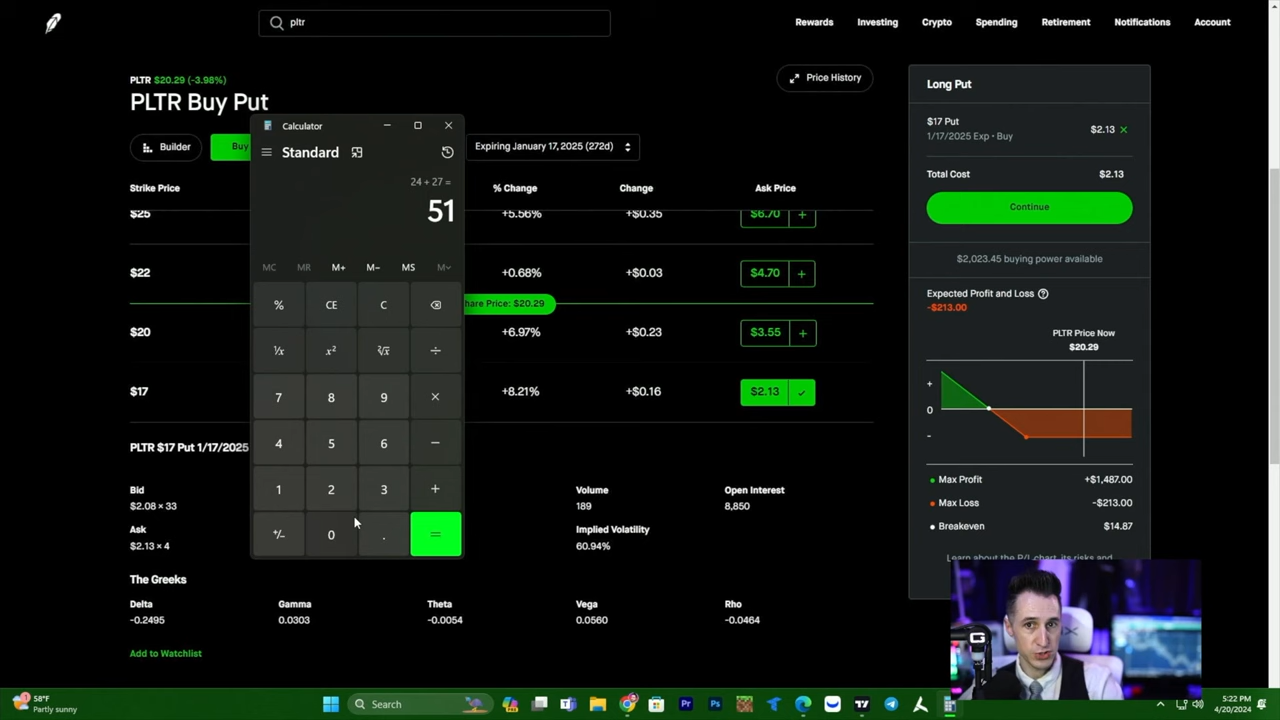 pltr
Rewards Investing Crypto Spending Retirement Notifications Account
PLTR $20.29 (-3.98%)
PLTR Buy Put
Price History
Builder
Buy
Expiring January 17, 2025 (272d)
Strike Price % Change Change Ask Price
$25 +5.56% +$0.35 $6.70 +
$22 +0.68% +$0.03 $4.70 +
hare Price: $20.29
$20 +6.97% +$0.23 $3.55 +
$17 +8.21% +$0.16 $2.13
PLTR $17 Put 1/17/2025
Bid
$2.08 × 33
Ask
$2.13 × 4
Volume
189
Open Interest
8,850
Implied Volatility
60.94%
The Greeks
Delta Gamma Theta Vega Rho
-0.2495 0.0303 -0.0054 0.0560 -0.0464
Add to Watchlist
Calculator
Standard
24 + 27 =
51
MC MR M+ M− MS M
% CE C
¹/x x² ²√x ÷
7 8 9 ×
4 5 6 −
1 2 3 +
+/− 0 . =
Long Put
$17 Put $2.13 ×
1/17/2025 Exp · Buy
Total Cost $2.13
Continue
$2,023.45 buying power available
Expected Profit and Loss
-$213.00
PLTR Price Now
$20.29
+
0
-
Max Profit +$1,487.00
Max Loss -$213.00
Breakeven $14.87
Learn about the P/L chart, its risks and
G
58°F
Partly sunny
Search
5:22 PM
4/20/2024